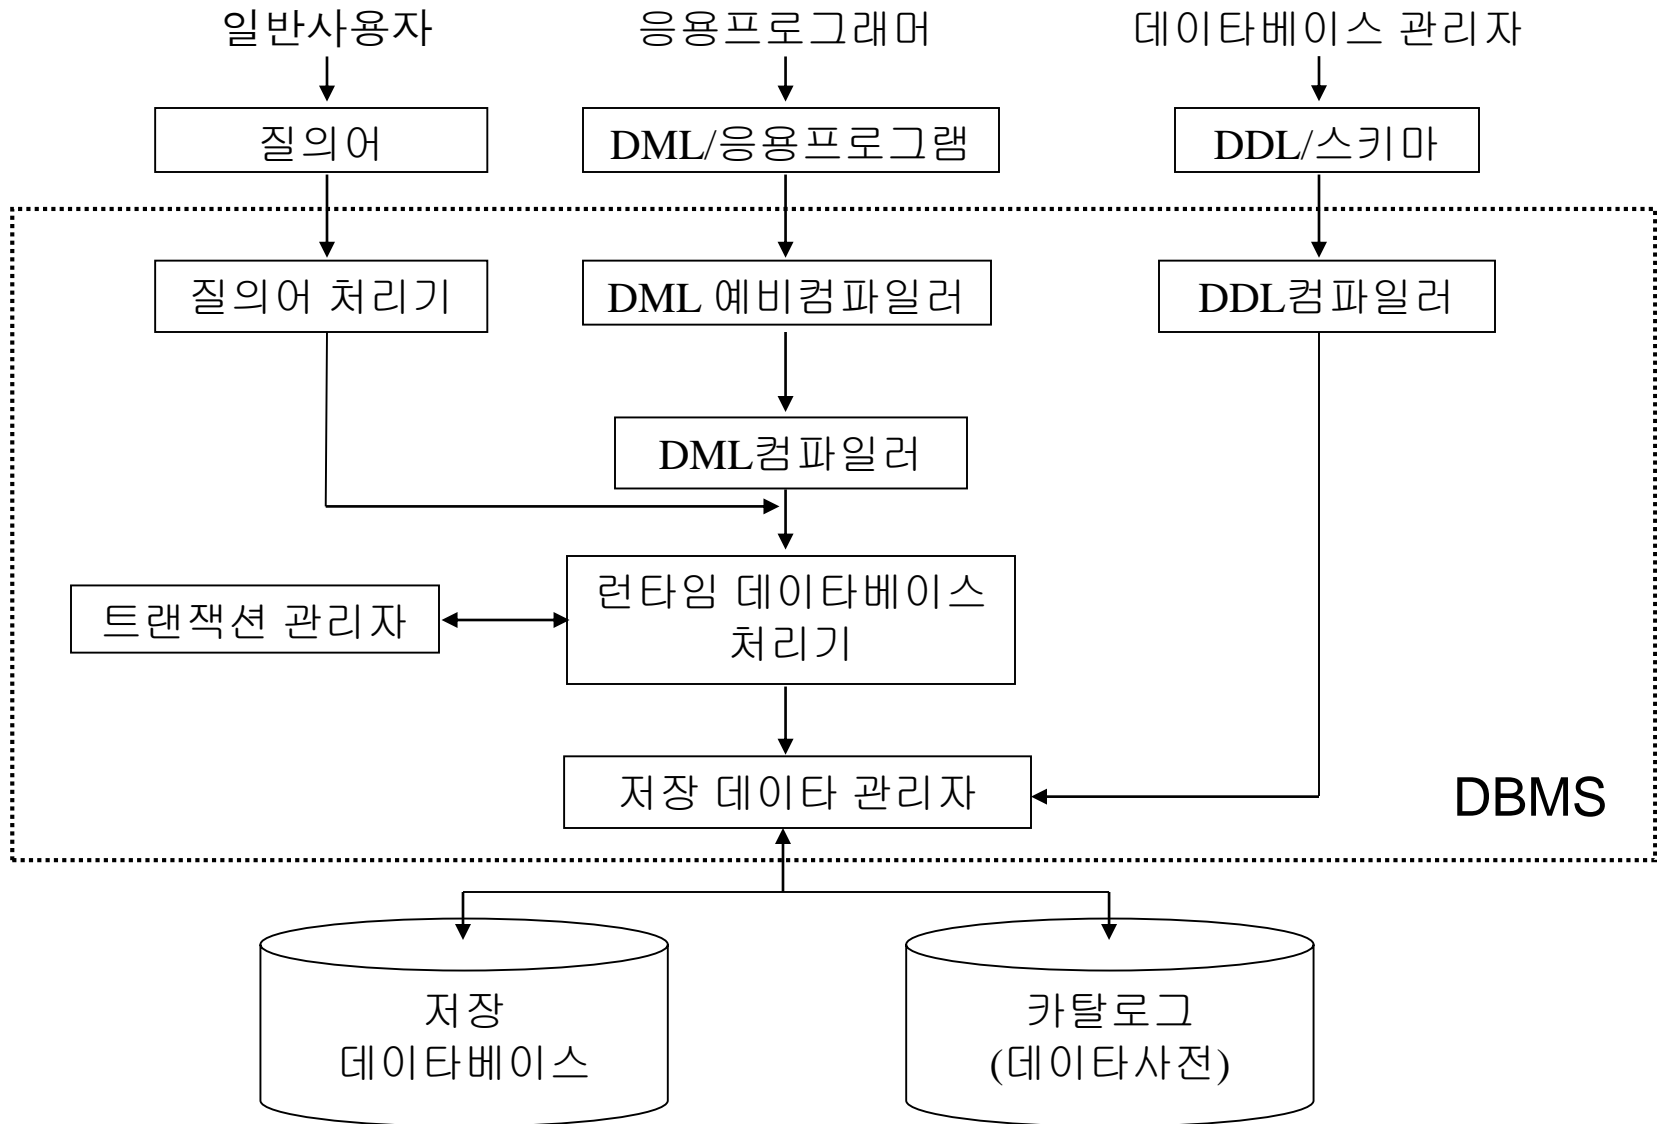 일반사용자
응용프로그래머
데이타베이스 관리자
질의어
DML/응용프로그램
DDL/스키마
질의어 처리기
DML 예비컴파일러
DDL컴파일러
DML컴파일러
트랜잭션 관리자
런타임 데이타베이스
처리기
저장 데이타 관리자
DBMS
저장
데이타베이스
카탈로그
(데이타사전)